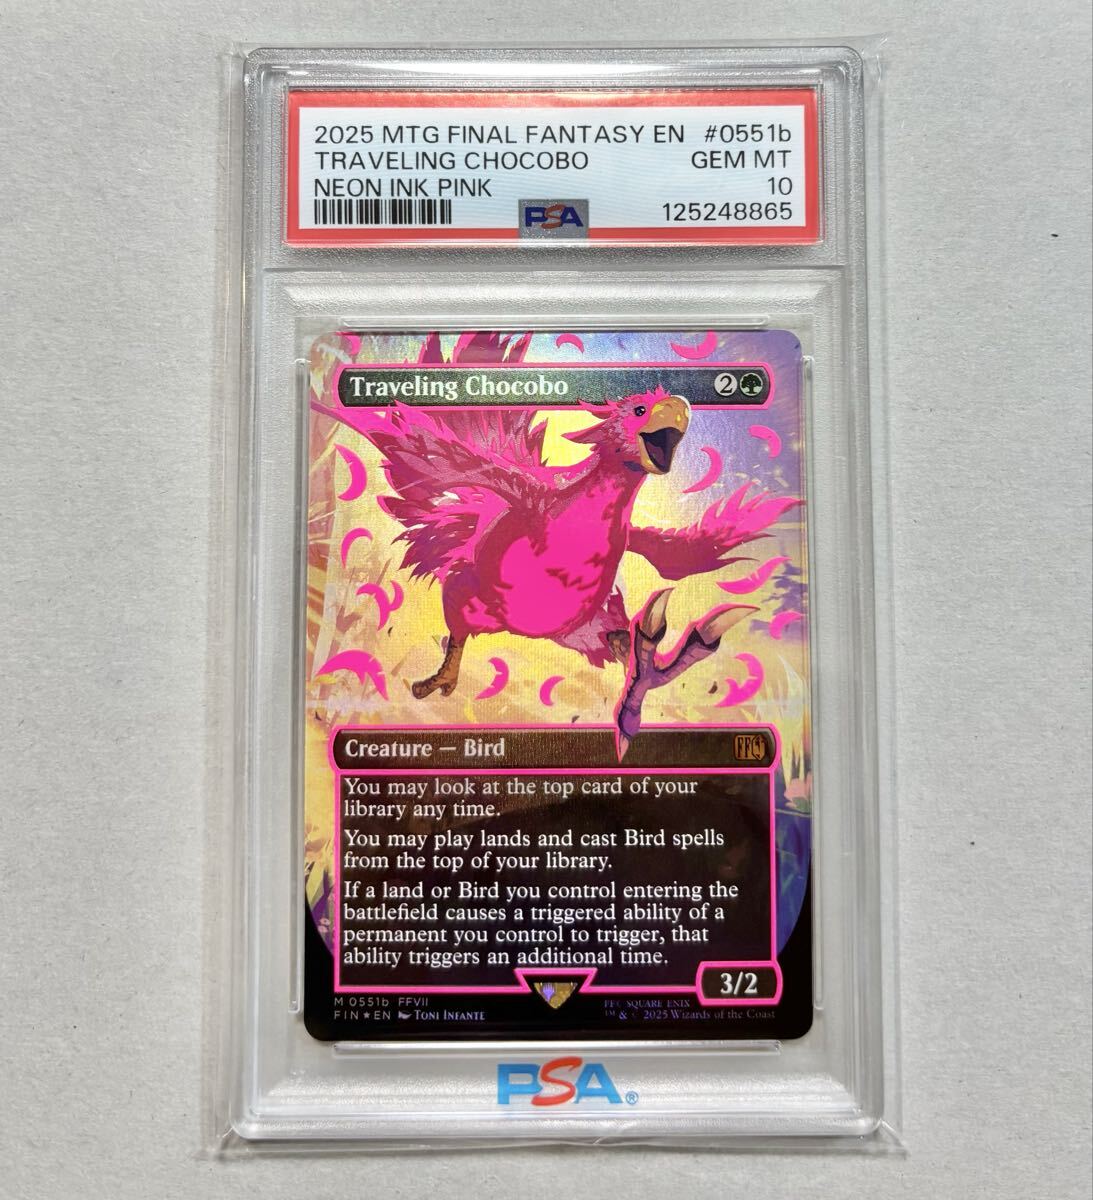 2025 MTG FINAL FANTASY EN #0551b
TRAVELING CHOCOBO GEM MT
NEON INK PINK 10
PSA 125248865
Traveling Chocobo 2
Creature — Bird FFVII
You may look at the top card of your
library any time.
You may play lands and cast Bird spells
from the top of your library.
If a land or Bird you control entering the
battlefield causes a triggered ability of a
permanent you control to trigger, that
ability triggers an additional time.
3/2
M 0551b FFVII
FIN★EN TONI INFANTE
SQUARE ENIX
™ & © 2025 Wizards of the Coast
PSA®